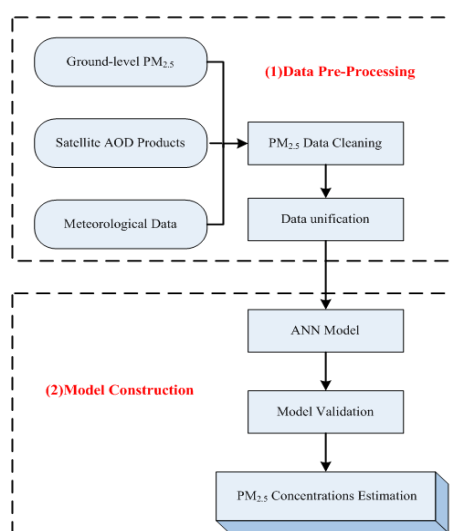 Ground-level PM₂.₅
(1)Data Pre-Processing
Satellite AOD Products
PM₂.₅ Data Cleaning
Meteorological Data
Data unification
ANN Model
(2)Model Construction
Model Validation
PM₂.₅ Concentrations Estimation